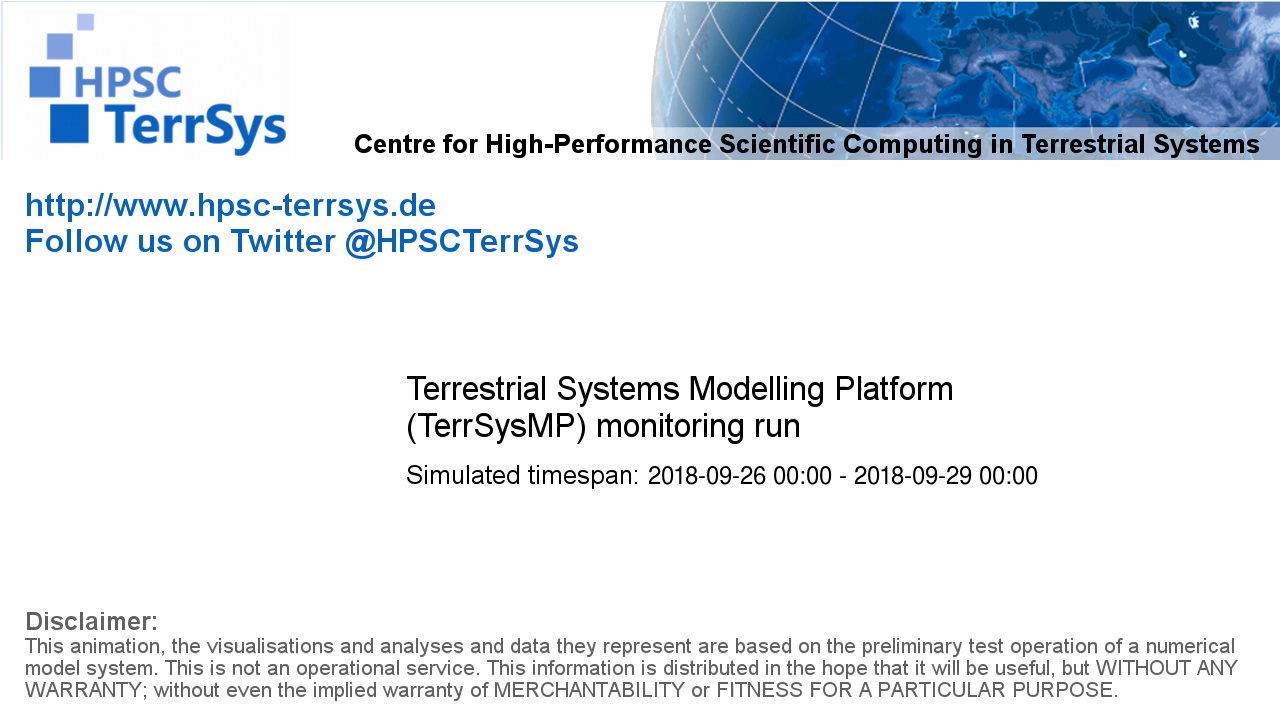 HPSC
TerrSys
Centre for High-Performance Scientific Computing in Terrestrial Systems
http://www.hpsc-terrsys.de
Follow us on Twitter @HPSCTerrSys
Terrestrial Systems Modelling Platform
(TerrSysMP) monitoring run
Simulated timespan: 2018-09-26 00:00 - 2018-09-29 00:00
Disclaimer:
This animation, the visualisations and analyses and data they represent are based on the preliminary test operation of a numerical
model system. This is not an operational service. This information is distributed in the hope that it will be useful, but WITHOUT ANY
WARRANTY; without even the implied warranty of MERCHANTABILITY or FITNESS FOR A PARTICULAR PURPOSE.